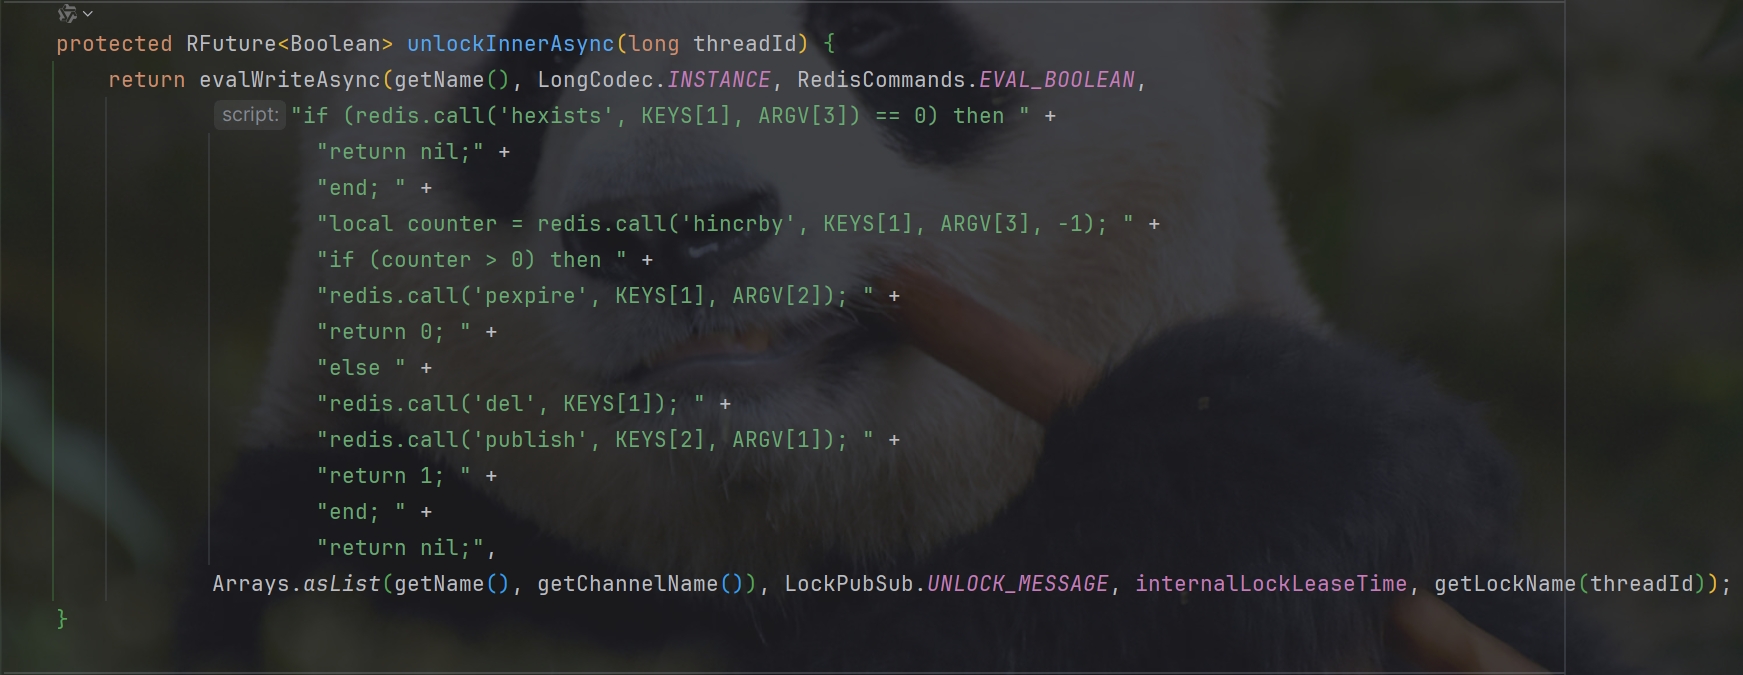 protected RFuture<Boolean> unlockInnerAsync(long threadId) {
return evalWriteAsync(getName(), LongCodec.INSTANCE, RedisCommands.EVAL_BOOLEAN,
script: "if (redis.call('hexists', KEYS[1], ARGV[3]) == 0) then " +
"return nil;" +
"end; " +
"local counter = redis.call('hincrby', KEYS[1], ARGV[3], -1); " +
"if (counter > 0) then " +
"redis.call('pexpire', KEYS[1], ARGV[2]); " +
"return 0; " +
"else " +
"redis.call('del', KEYS[1]); " +
"redis.call('publish', KEYS[2], ARGV[1]); " +
"return 1; " +
"end; " +
"return nil;",
Arrays.asList(getName(), getChannelName()), LockPubSub.UNLOCK_MESSAGE, internalLockLeaseTime, getLockName(threadId));
}